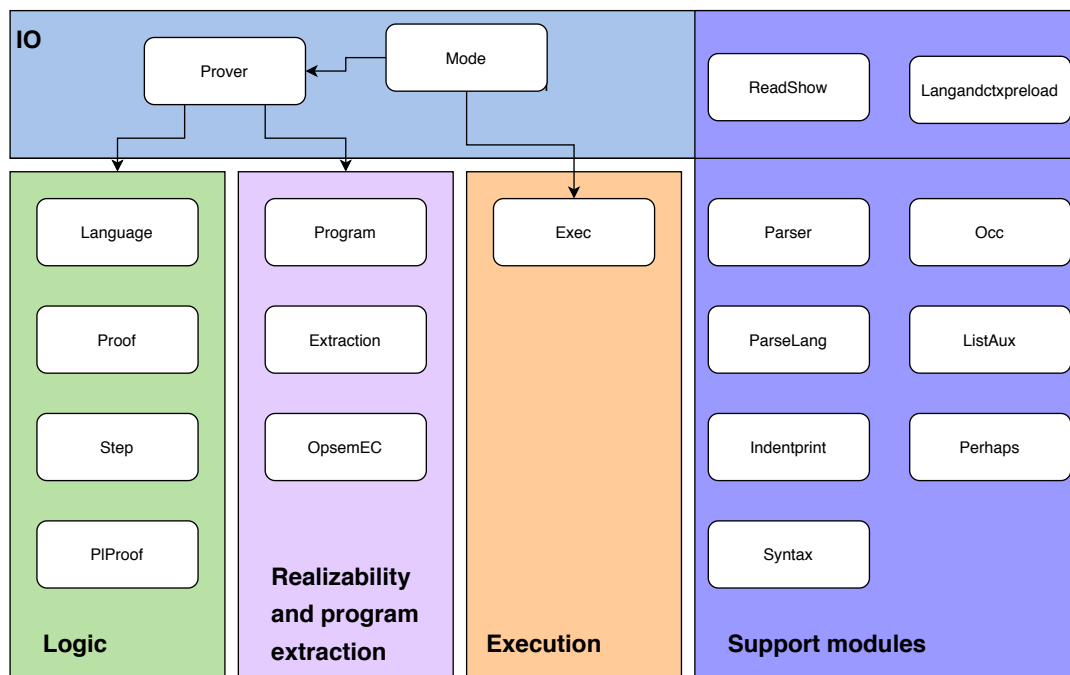 IO
Prover
Mode
ReadShow
Langandctxpreload
Language
Program
Exec
Parser
Occ
Proof
Extraction
ParseLang
ListAux
Step
OpsemEC
Indentprint
Perhaps
PIProof
Syntax
Realizability
and program
extraction
Logic
Execution
Support modules